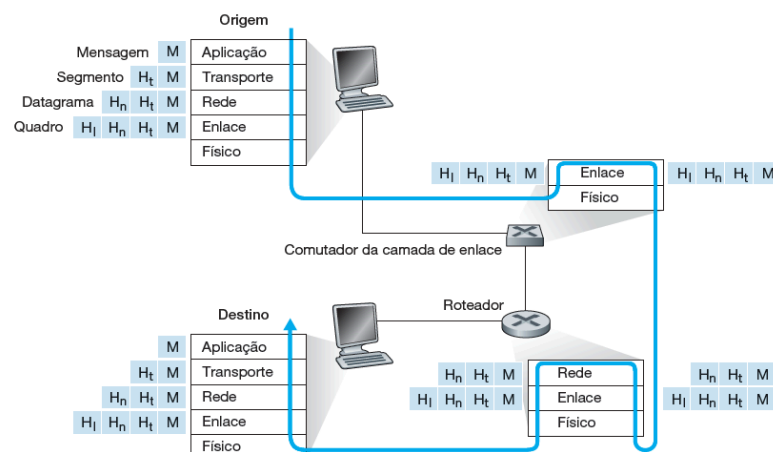 Origem
Mensagem M Aplicação
Segmento Ht M Transporte
Datagrama Hn Ht M Rede
Quadro Hl Hn Ht M Enlace
Físico
Hl Hn Ht M Enlace Hl Hn Ht M
Físico
Comutador da camada de enlace
Roteador
Destino
M Aplicação
Ht M Transporte
Hn Ht M Rede
Hl Hn Ht M Enlace
Físico
Hn Ht M Rede Hn Ht M
Hl Hn Ht M Enlace Hl Hn Ht M
Físico